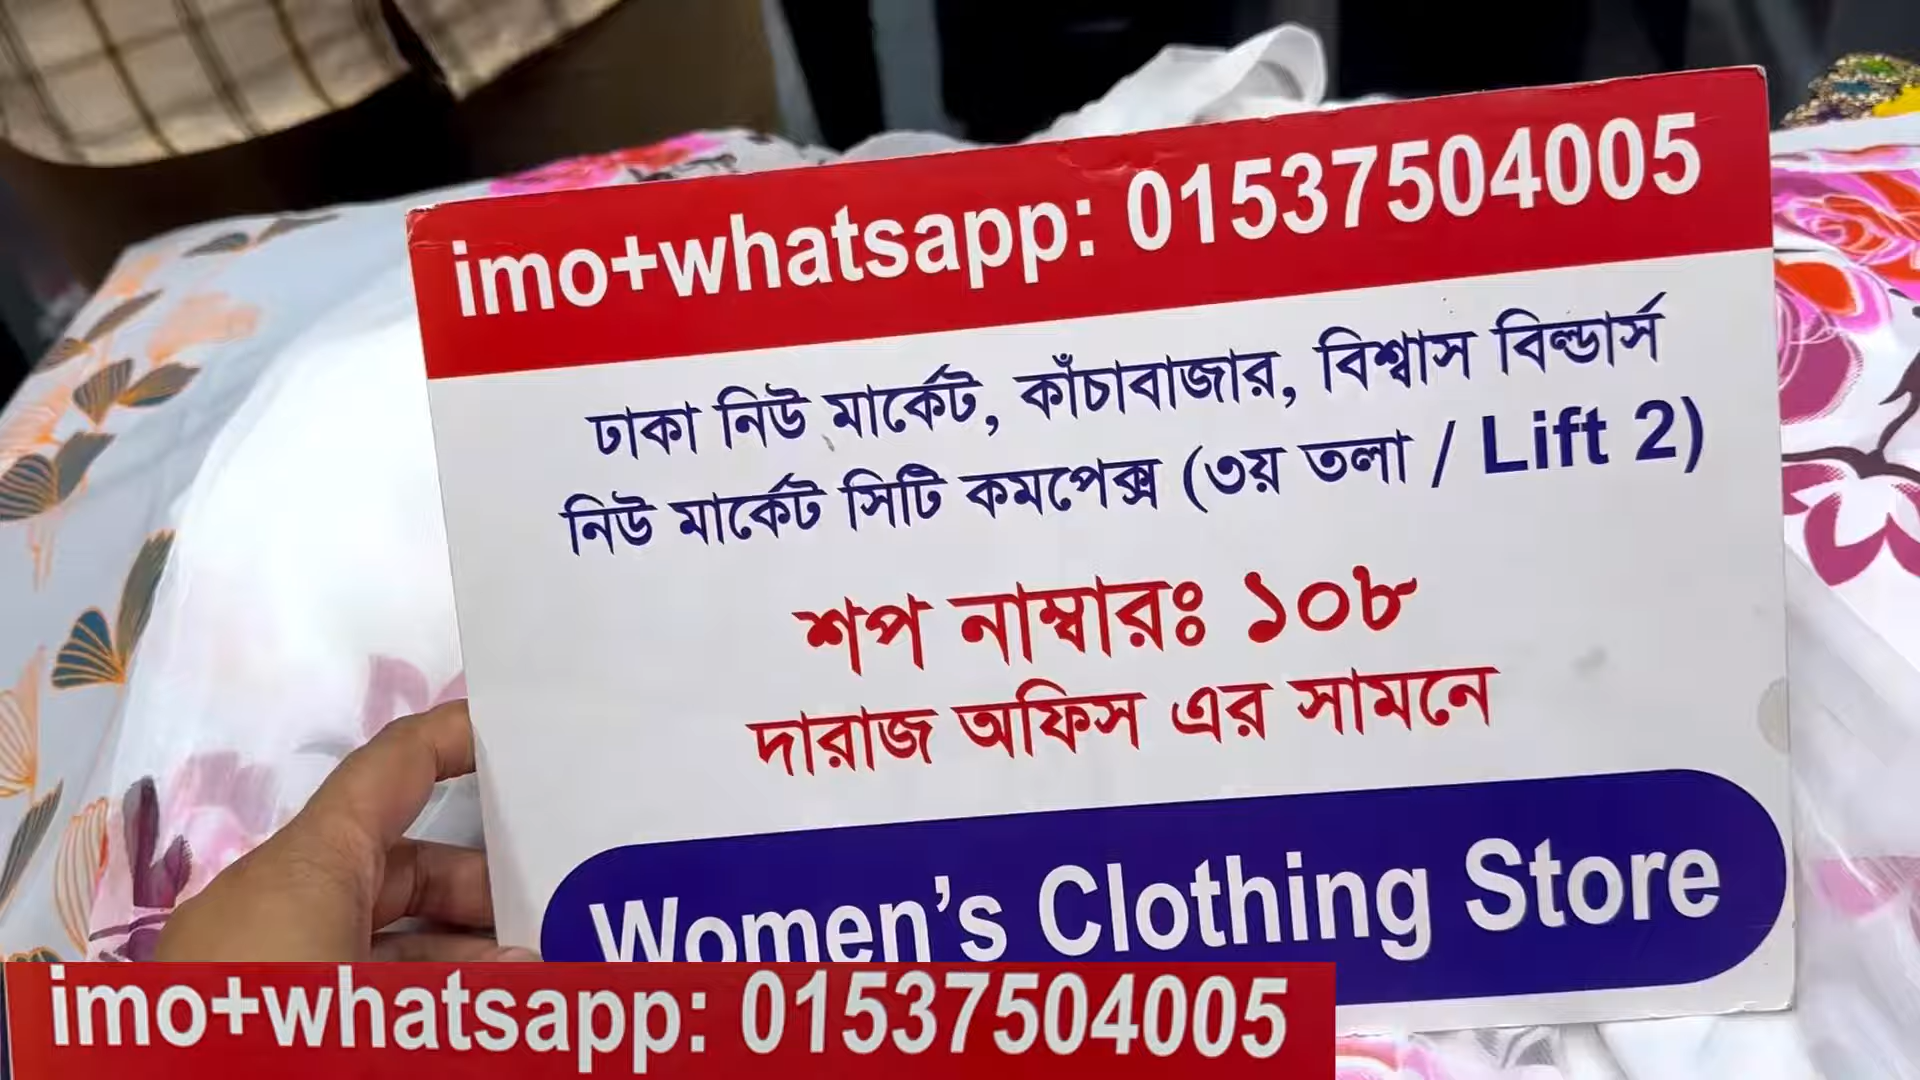 imo+whatsapp: 01537504005
ঢাকা নিউ মার্কেট, কাঁচাবাজার, বিশ্বাস বিল্ডার্স
নিউ মার্কেট সিটি কমপেক্স (৩য় তলা / Lift 2)
শপ নাম্বারঃ ১০৮
দারাজ অফিস এর সামনে
Women's Clothing Store
imo+whatsapp: 01537504005